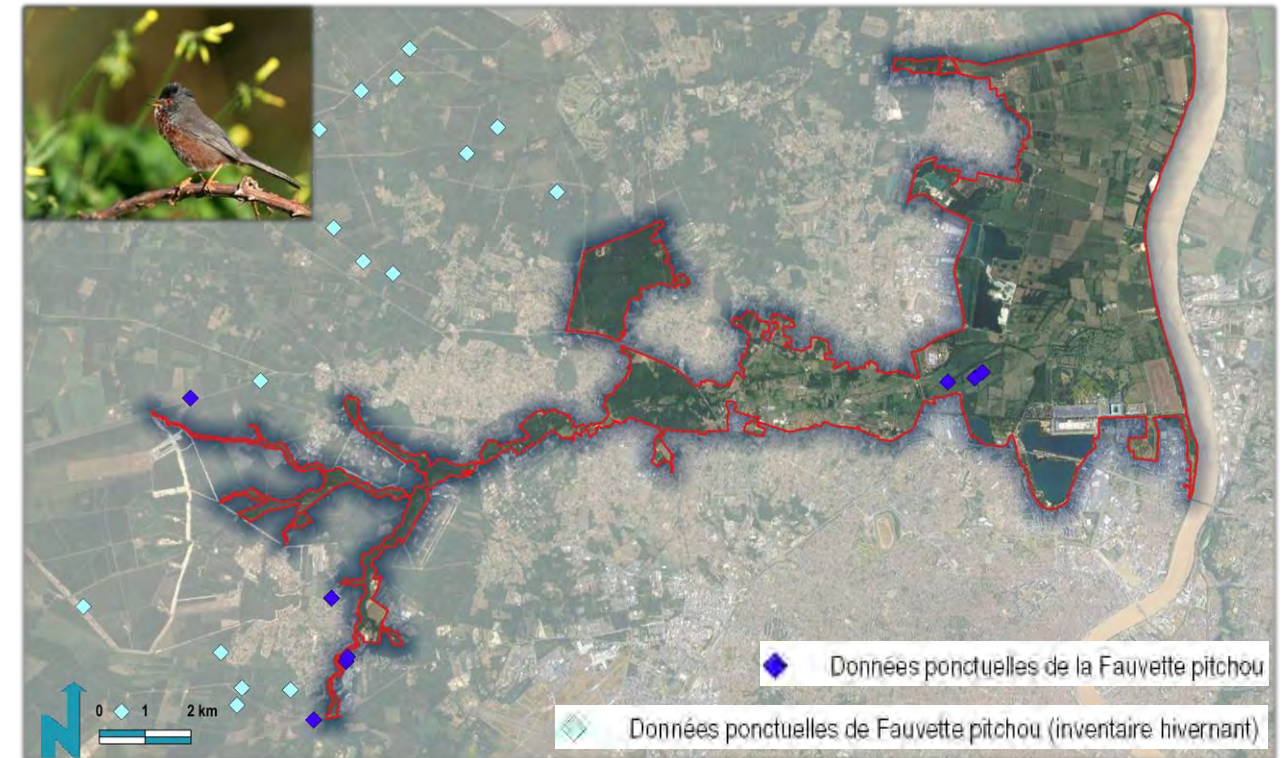 0 1 2 km
Données ponctuelles de la Fauvette pitchou
Données ponctuelles de Fauvette pitchou (inventaire hivernant)